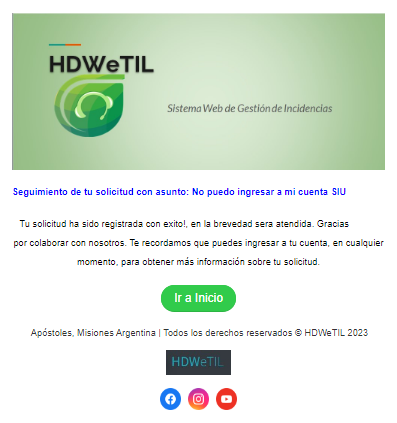 HDWeTIL
Sistema Web de Gestión de Incidencias
Seguimiento de tu solicitud con asunto: No puedo ingresar a mi cuenta SIU
Tu solicitud ha sido registrada con exito!, en la brevedad sera atendida. Gracias
por colaborar con nosotros. Te recordamos que puedes ingresar a tu cuenta, en cualquier
momento, para obtener más información sobre tu solicitud.
Ir a Inicio
Apóstoles, Misiones Argentina | Todos los derechos reservados © HDWeTIL 2023
HDWeTIL